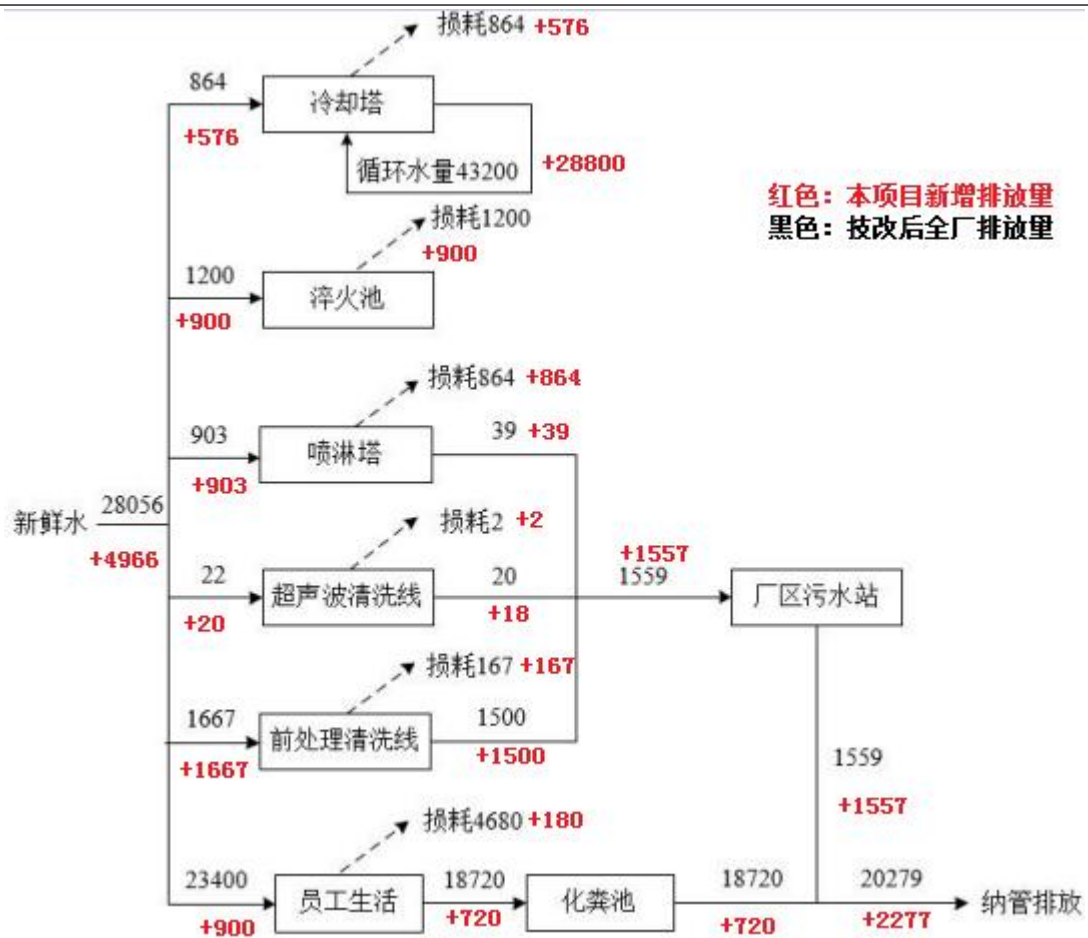 损耗864 +576
864
冷却塔
+576
循环水量43200
+28800
红色：本项目新增排放量
黑色：技改后全厂排放量
损耗1200
+900
1200
淬火池
+900
损耗864 +864
903
喷淋塔
39 +39
+903
新鲜水
28056
+4966
损耗2 +2
22
超声波清洗线
20
+20
+18
+1557
1559
厂区污水站
损耗167 +167
1667
前处理清洗线
1500
+1667
+1500
1559
+1557
损耗4680 +180
23400
员工生活
18720
化粪池
18720
20279
纳管排放
+900
+720
+720
+2277